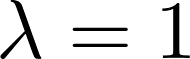 λ = 1